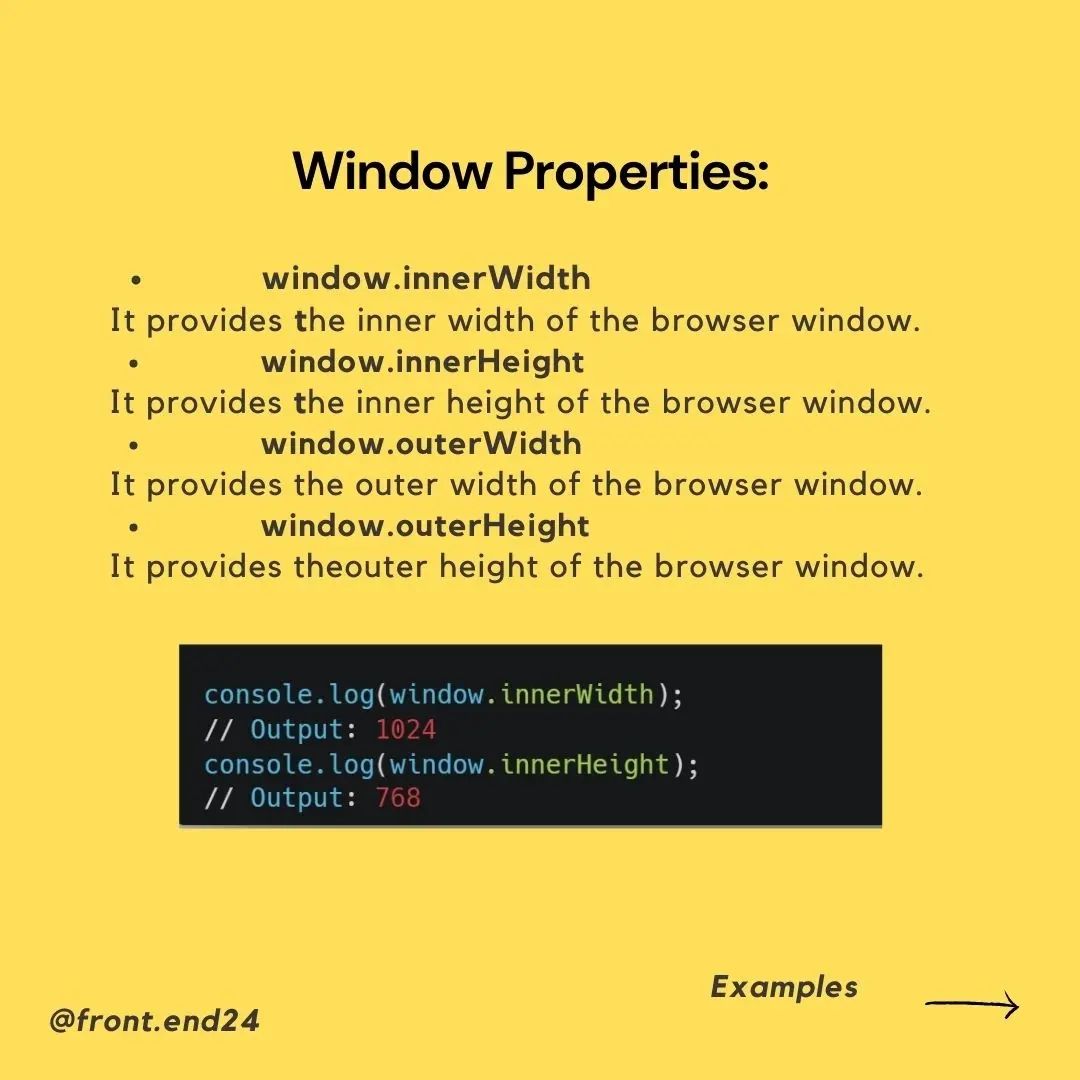 Window Properties:
• window.innerWidth
It provides the inner width of the browser window.
• window.innerHeight
It provides the inner height of the browser window.
• window.outerWidth
It provides the outer width of the browser window.
• window.outerHeight
It provides theouter height of the browser window.
console.log(window.innerWidth);
// Output: 1024
console.log(window.innerHeight);
// Output: 768
Examples
@front.end24